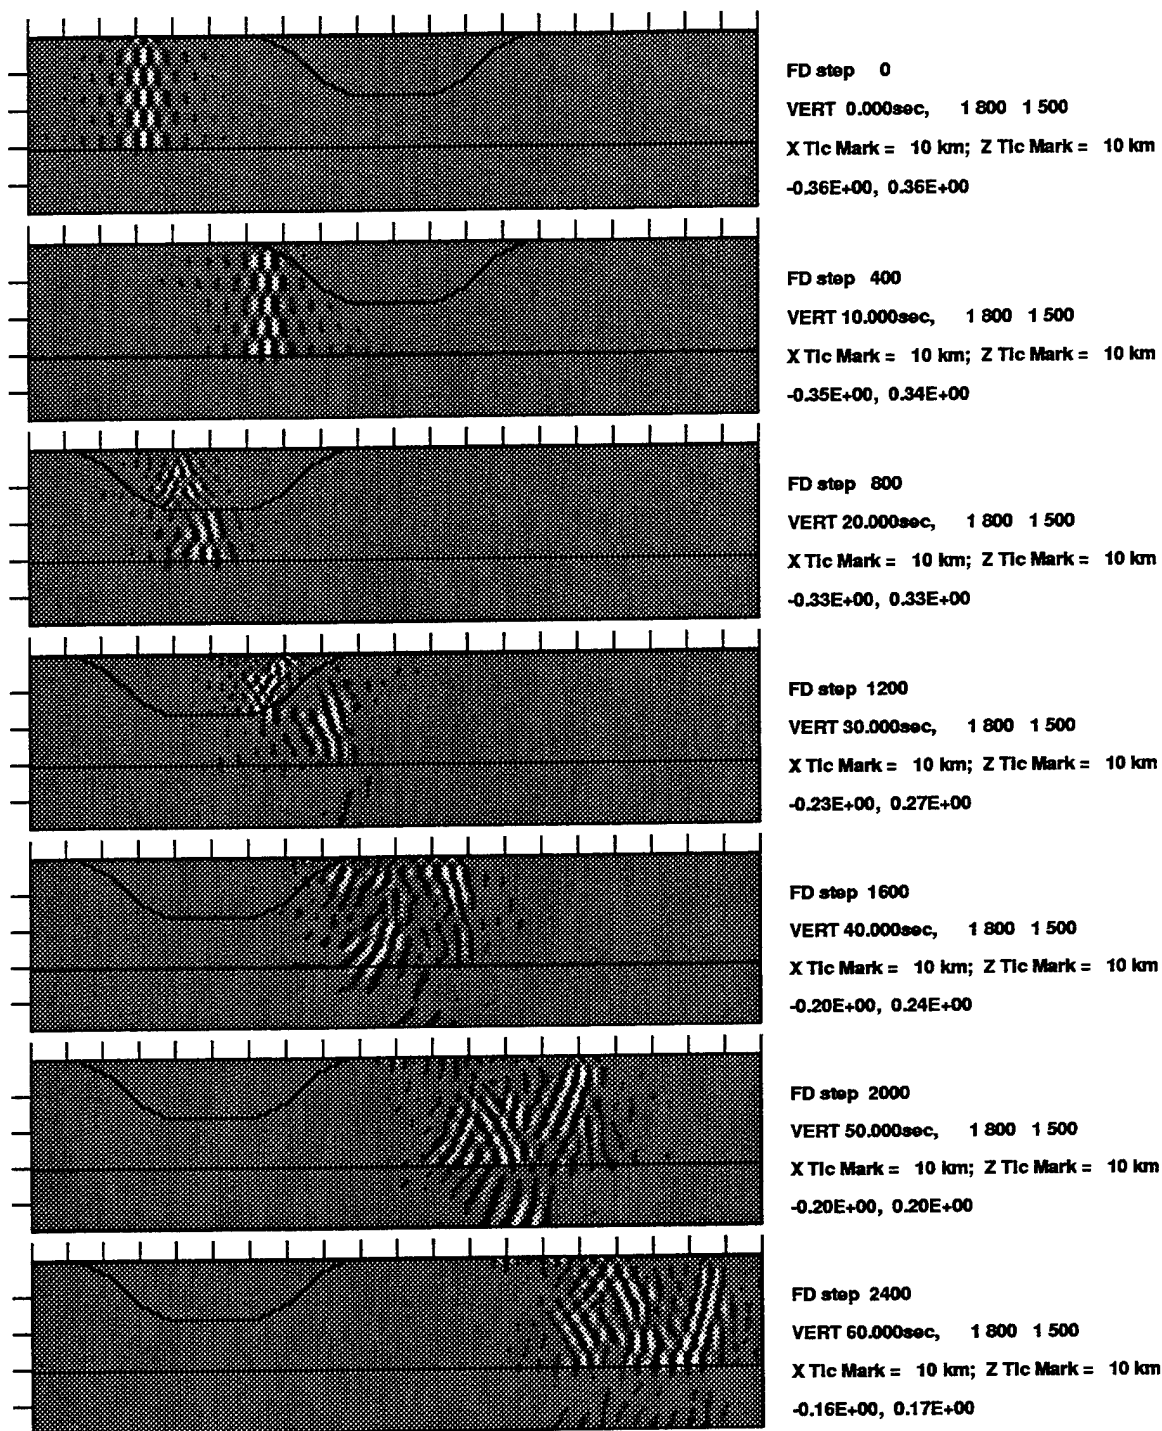 FD step 0
VERT 0.000sec, 1 800 1 500
X Tic Mark = 10 km; Z Tic Mark = 10 km
-0.36E+00, 0.36E+00
FD step 400
VERT 10.000sec, 1 800 1 500
X Tic Mark = 10 km; Z Tic Mark = 10 km
-0.35E+00, 0.34E+00
FD step 800
VERT 20.000sec, 1 800 1 500
X Tic Mark = 10 km; Z Tic Mark = 10 km
-0.33E+00, 0.33E+00
FD step 1200
VERT 30.000sec, 1 800 1 500
X Tic Mark = 10 km; Z Tic Mark = 10 km
-0.23E+00, 0.27E+00
FD step 1600
VERT 40.000sec, 1 800 1 500
X Tic Mark = 10 km; Z Tic Mark = 10 km
-0.20E+00, 0.24E+00
FD step 2000
VERT 50.000sec, 1 800 1 500
X Tic Mark = 10 km; Z Tic Mark = 10 km
-0.20E+00, 0.20E+00
FD step 2400
VERT 60.000sec, 1 800 1 500
X Tic Mark = 10 km; Z Tic Mark = 10 km
-0.16E+00, 0.17E+00